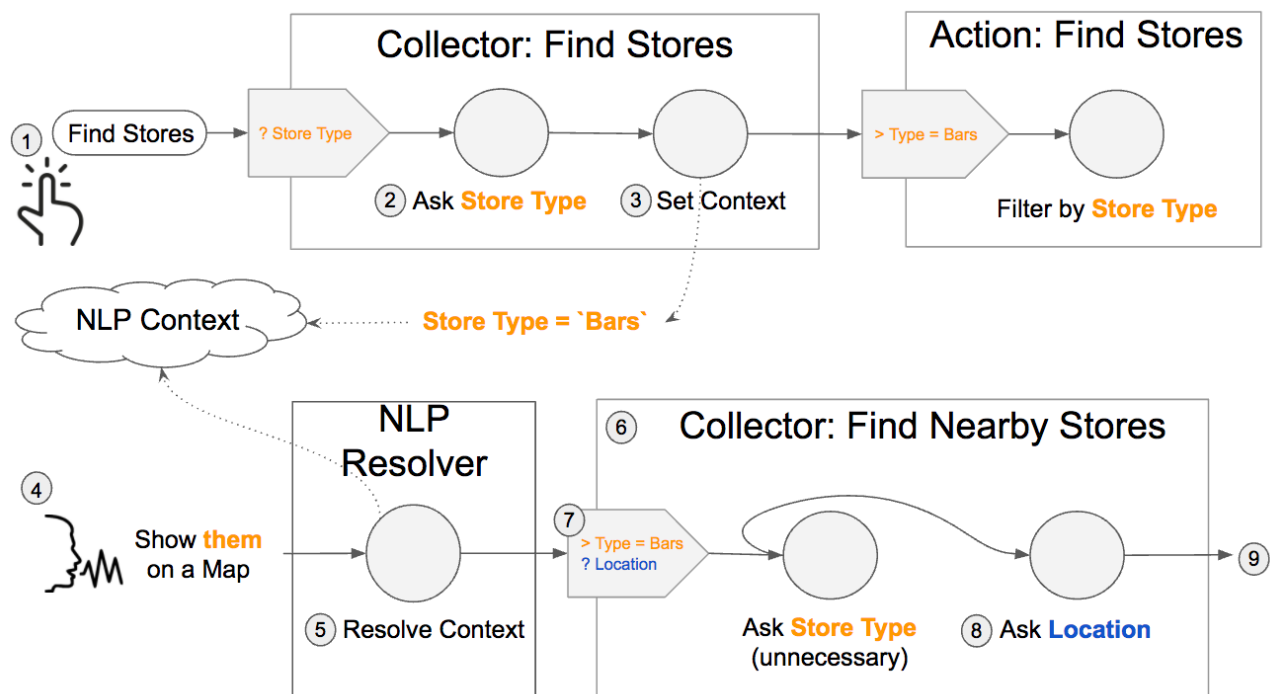 Collector: Find Stores
Action: Find Stores
1
Find Stores
? Store Type
> Type = Bars
2 Ask Store Type
3 Set Context
Filter by Store Type
NLP Context
Store Type = `Bars`
NLP
Resolver
6 Collector: Find Nearby Stores
4
Show them
on a Map
7
> Type = Bars
? Location
9
5 Resolve Context
Ask Store Type
(unnecessary)
8 Ask Location